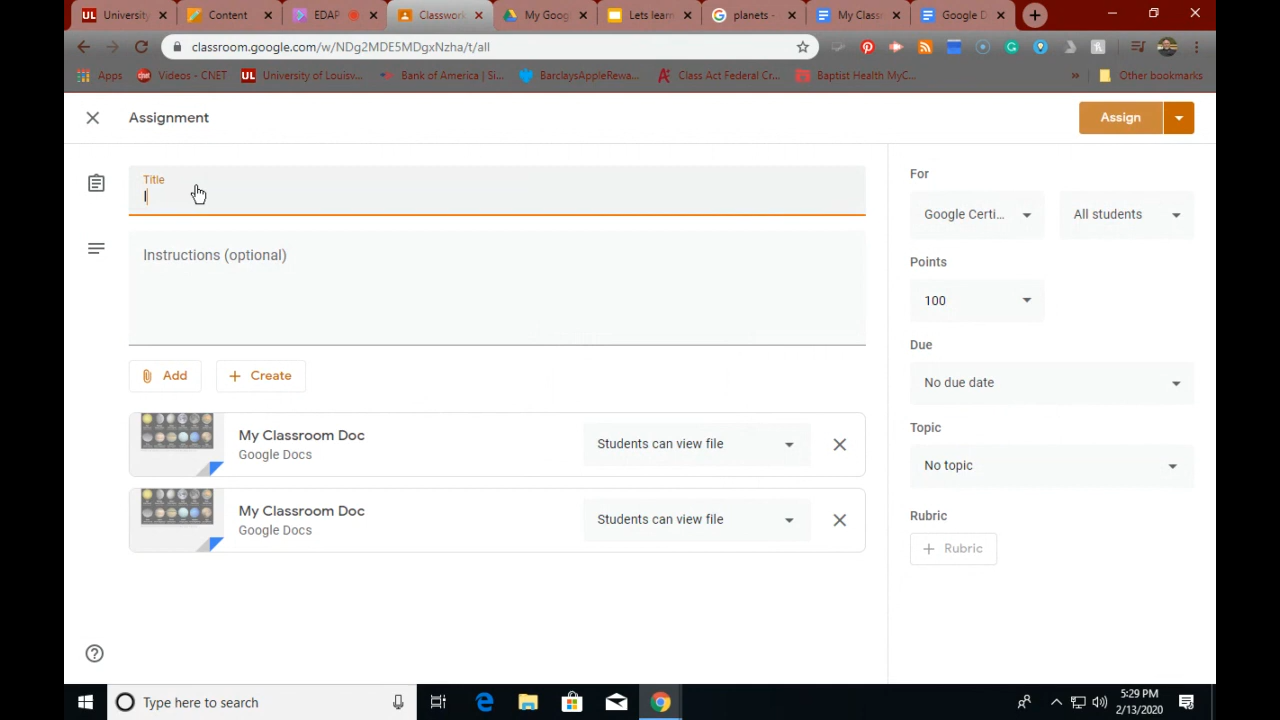 University
Content
EDAP
Classwor
My Goog
Lets learn
planets -
My Class
Google D
classroom.google.com/w/NDg2MDE5MDgxNzha/t/all
Apps
Videos - CNET
University of Louisv...
Bank of America | Si...
BarclaysAppleRewa...
Class Act Federal Cr...
Baptist Health MyC...
»
Other bookmarks
Assignment
Assign
Title
I
Instructions (optional)
Add
Create
My Classroom Doc
Google Docs
Students can view file
My Classroom Doc
Google Docs
Students can view file
For
Google Certi...
All students
Points
100
Due
No due date
Topic
No topic
Rubric
+ Rubric
Type here to search
5:29 PM
2/13/2020